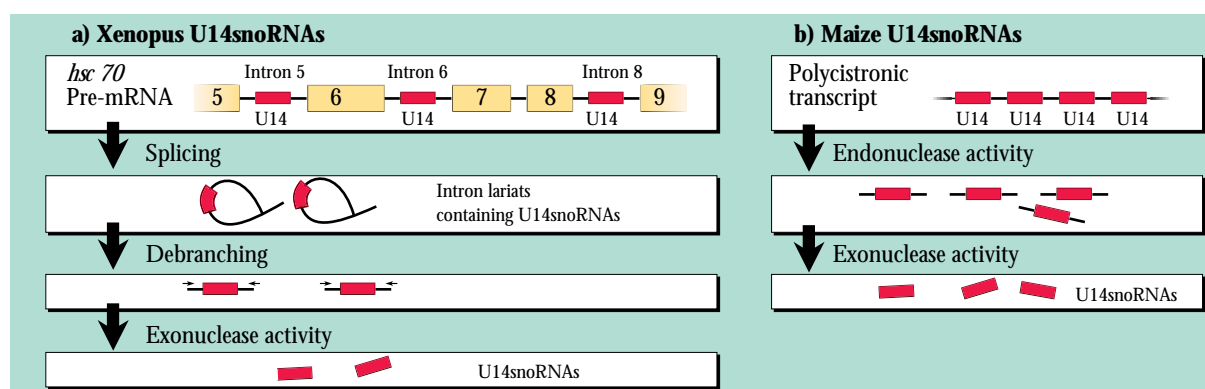 a) Xenopus U14snoRNAs
hsc 70
Pre-mRNA
Intron 5
Intron 6
Intron 8
5
6
7
8
9
U14
U14
U14
Splicing
Intron lariats
containing U14snoRNAs
Debranching
Exonuclease activity
U14snoRNAs
b) Maize U14snoRNAs
Polycistronic
transcript
U14 U14 U14 U14
Endonuclease activity
Exonuclease activity
U14snoRNAs